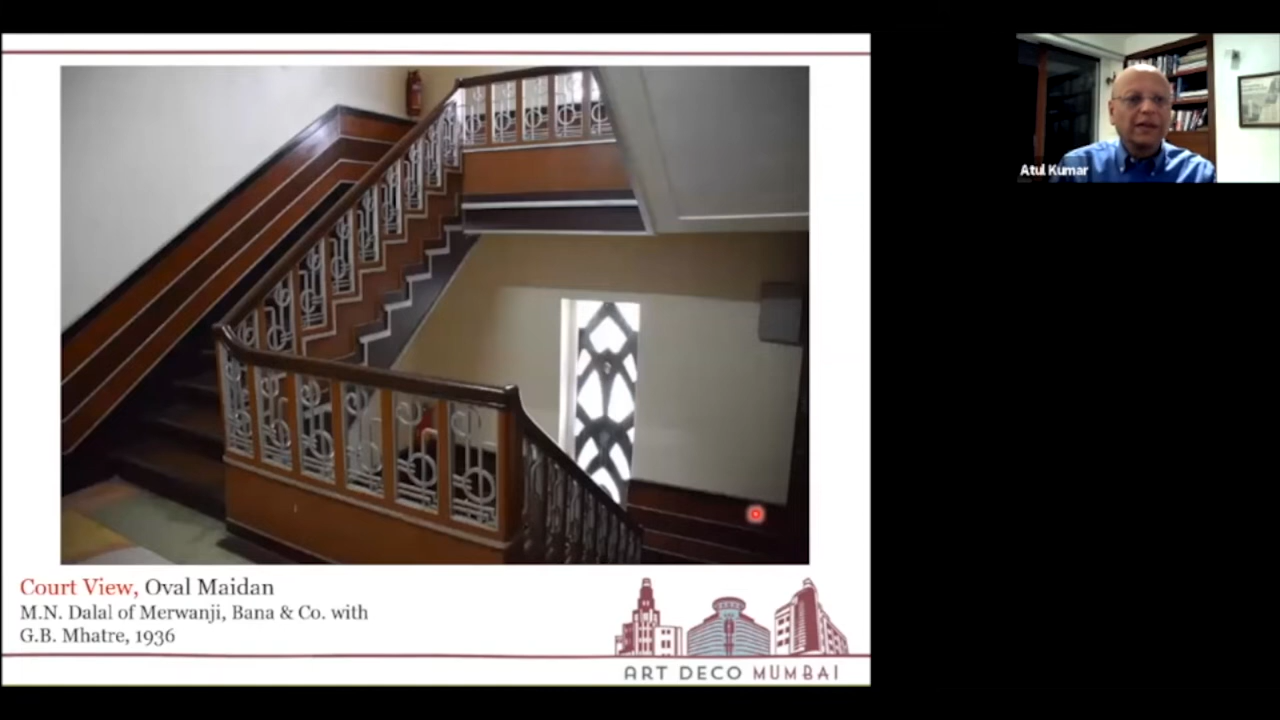 Atul Kumar
Court View, Oval Maidan
M.N. Dalal of Merwanji, Bana & Co. with
G.B. Mhatre, 1936
ART DECO MUMBAI